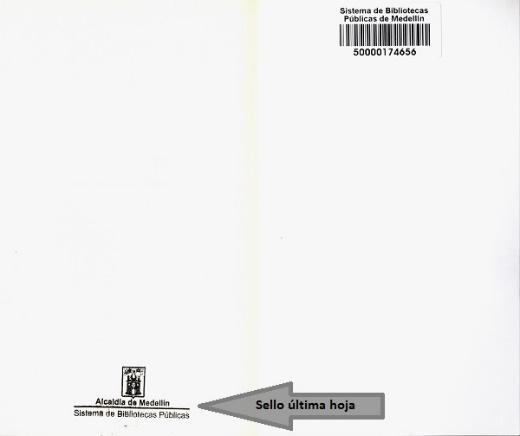 Sistema de Bibliotecas
Públicas de Medellín
50000174656
Alcaldía de Medellín
Sistema de Bibliotecas Públicas
Sello última hoja